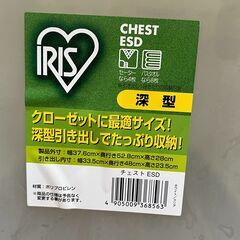 IRIS
CHEST
ESD
セーター
なら4枚
バスタオル
なら8枚
深型
クローゼットに最適サイズ!
深型引き出しでたっぷり収納!
製品外寸:幅37.6cm×奥行き52.8cm×高さ28cm
引き出し内寸:幅33.5cm×奥行き48cm×高さ23.5cm
材質:ポリプロピレン
チェスト ESD
4 905009 368563